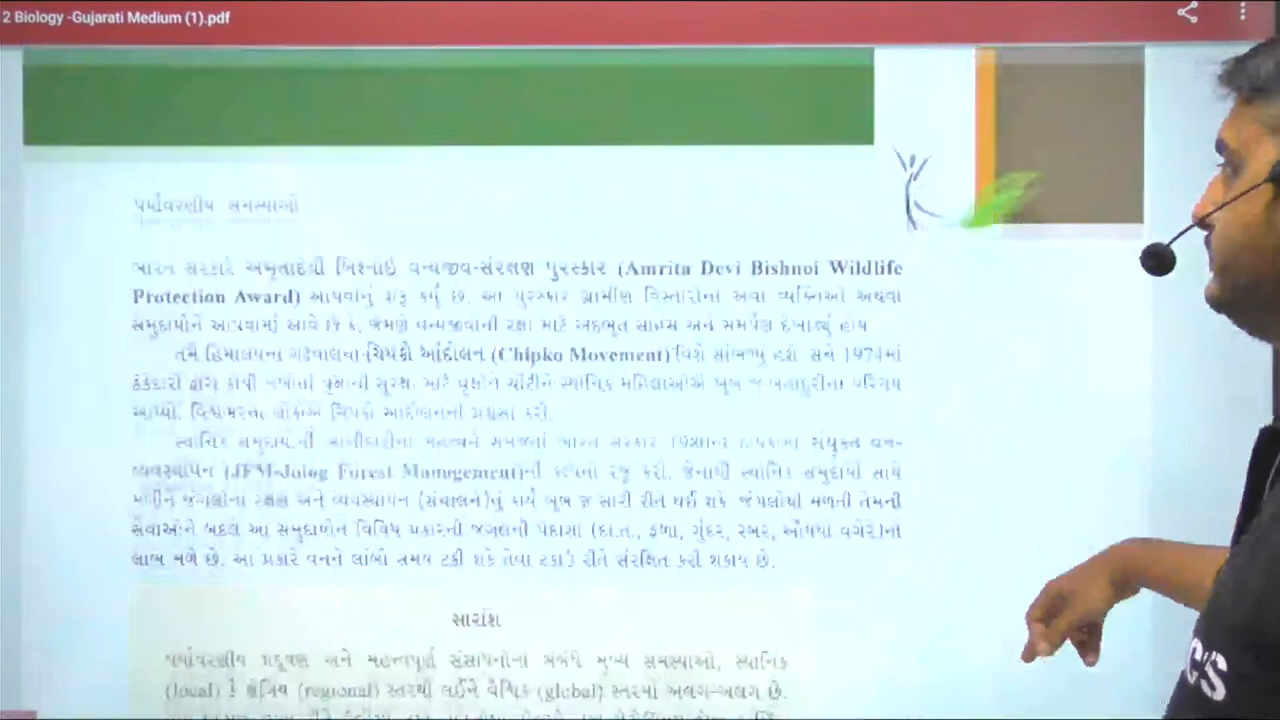 2 Biology -Gujarati Medium (1).pdf
પર્યાવરણીય સમસ્યાઓ
ભારત સરકારે અમૃતાદેવી બિશ્નોઈ વન્યજીવ-સંરક્ષણ પુરસ્કાર (Amrita Devi Bishnoi Wildlife
Protection Award) આપવાનું શરૂ કર્યું છે. આ પુરસ્કાર ગ્રામીણ વિસ્તારોના એવા વ્યક્તિઓ અથવા
સમુદાયોને આપવામાં આવે છે કે, જેમણે વન્યજીવોની રક્ષા માટે અદ્ભુત સાહસ અને સમર્પણ દેખાડ્યું હોય
તમે હિમાલયના ગઢવાલના ચિપકો આંદોલન (Chipko Movement) વિશે સાંભળ્યું હશે. સને 1974માં
ઠેકેદારો દ્વારા કાપી નંખાતાં વૃક્ષોની સુરક્ષા માટે વૃક્ષોને ચોંટીને સ્થાનિક મહિલાઓએ ખૂબ જ બહાદુરીનો પરિચય
આપ્યો. વિશ્વભરના લોકોએ ચિપકો આંદોલનની પ્રશંસા કરી.
સ્થાનિક સમુદાયોની ભાગીદારીના મહત્ત્વને સમજતાં ભારત સરકારે 1980ના દાયકામાં સંયુક્ત વન-
વ્યવસ્થાપન Forest Management)ની રજૂ કરી. જેનાથી સ્થાનિક સમુદાયો સાથે
મળીને જંગલોના રક્ષણ અને વ્યવસ્થાપન (સંચાલન)નું કાર્ય ખૂબ જ સારી રીતે થઈ શકે જંગલોથી મળતી તેમની
સેવાઓને બદલે આ સમુદાયોને વિવિધ પ્રકારની જંગલની પેદાશો (દા.ત., ફળો, ગુંદર, રબર, ઔષધો વગેરે)નો
લાભ મળે છે. આ પ્રકારે વનને લાંબો સમય ટકી શકે તેવા ટકાઉ રીતે સંરક્ષિત કરી શકાય છે.
સારાંશ
પર્યાવરણીય પ્રદૂષણ અને મહત્ત્વપૂર્ણ સંસાધનોના સંબંધે મુખ્ય સમસ્યાઓ, સ્થાનિક
(local) કે ક્ષેત્રિય (regional) સ્તરથી લઈને વૈશ્વિક (global) સ્તરમાં અલગ-અલગ છે.
CS